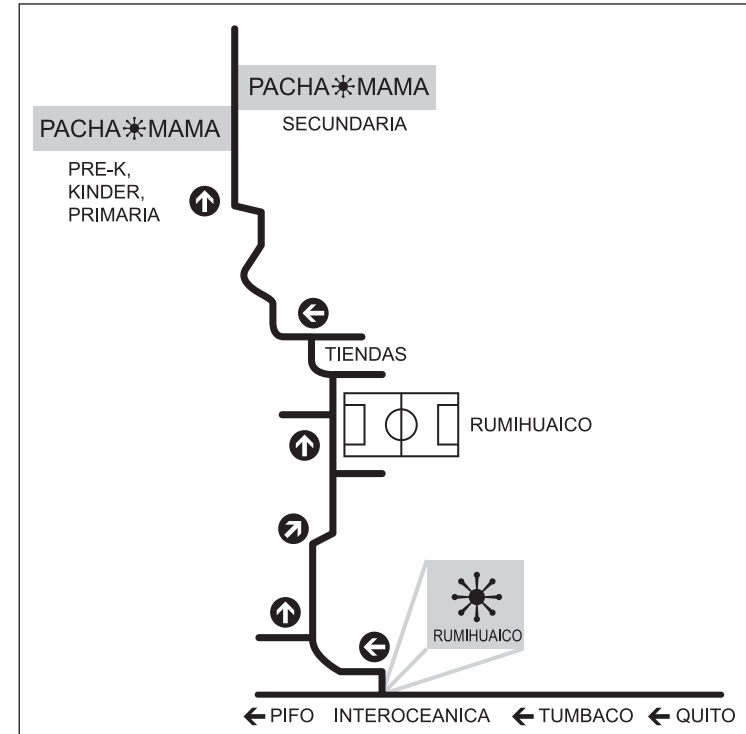 PACHA MAMA
SECUNDARIA
PACHA MAMA
PRE-K,
KINDER,
PRIMARIA
TIENDAS
RUMIHUAICO
RUMIHUAICO
← PIFO INTEROCEANICA ← TUMBACO ← QUITO